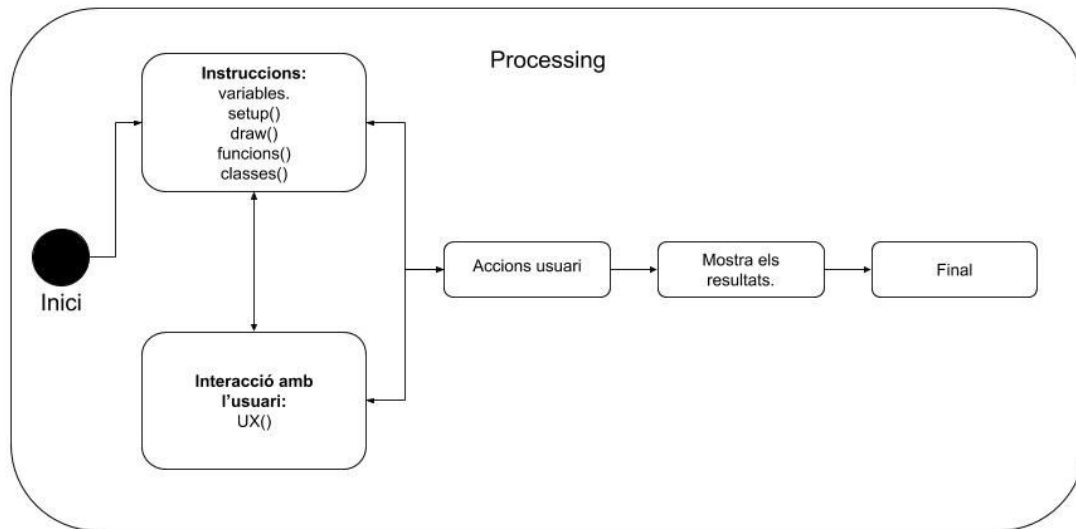 Processing
Instruccions:
variables.
setup()
draw()
funcions()
classes()
Inici
Accions usuari
Mostra els
resultats.
Final
Interacció amb
l’usuari:
UX()